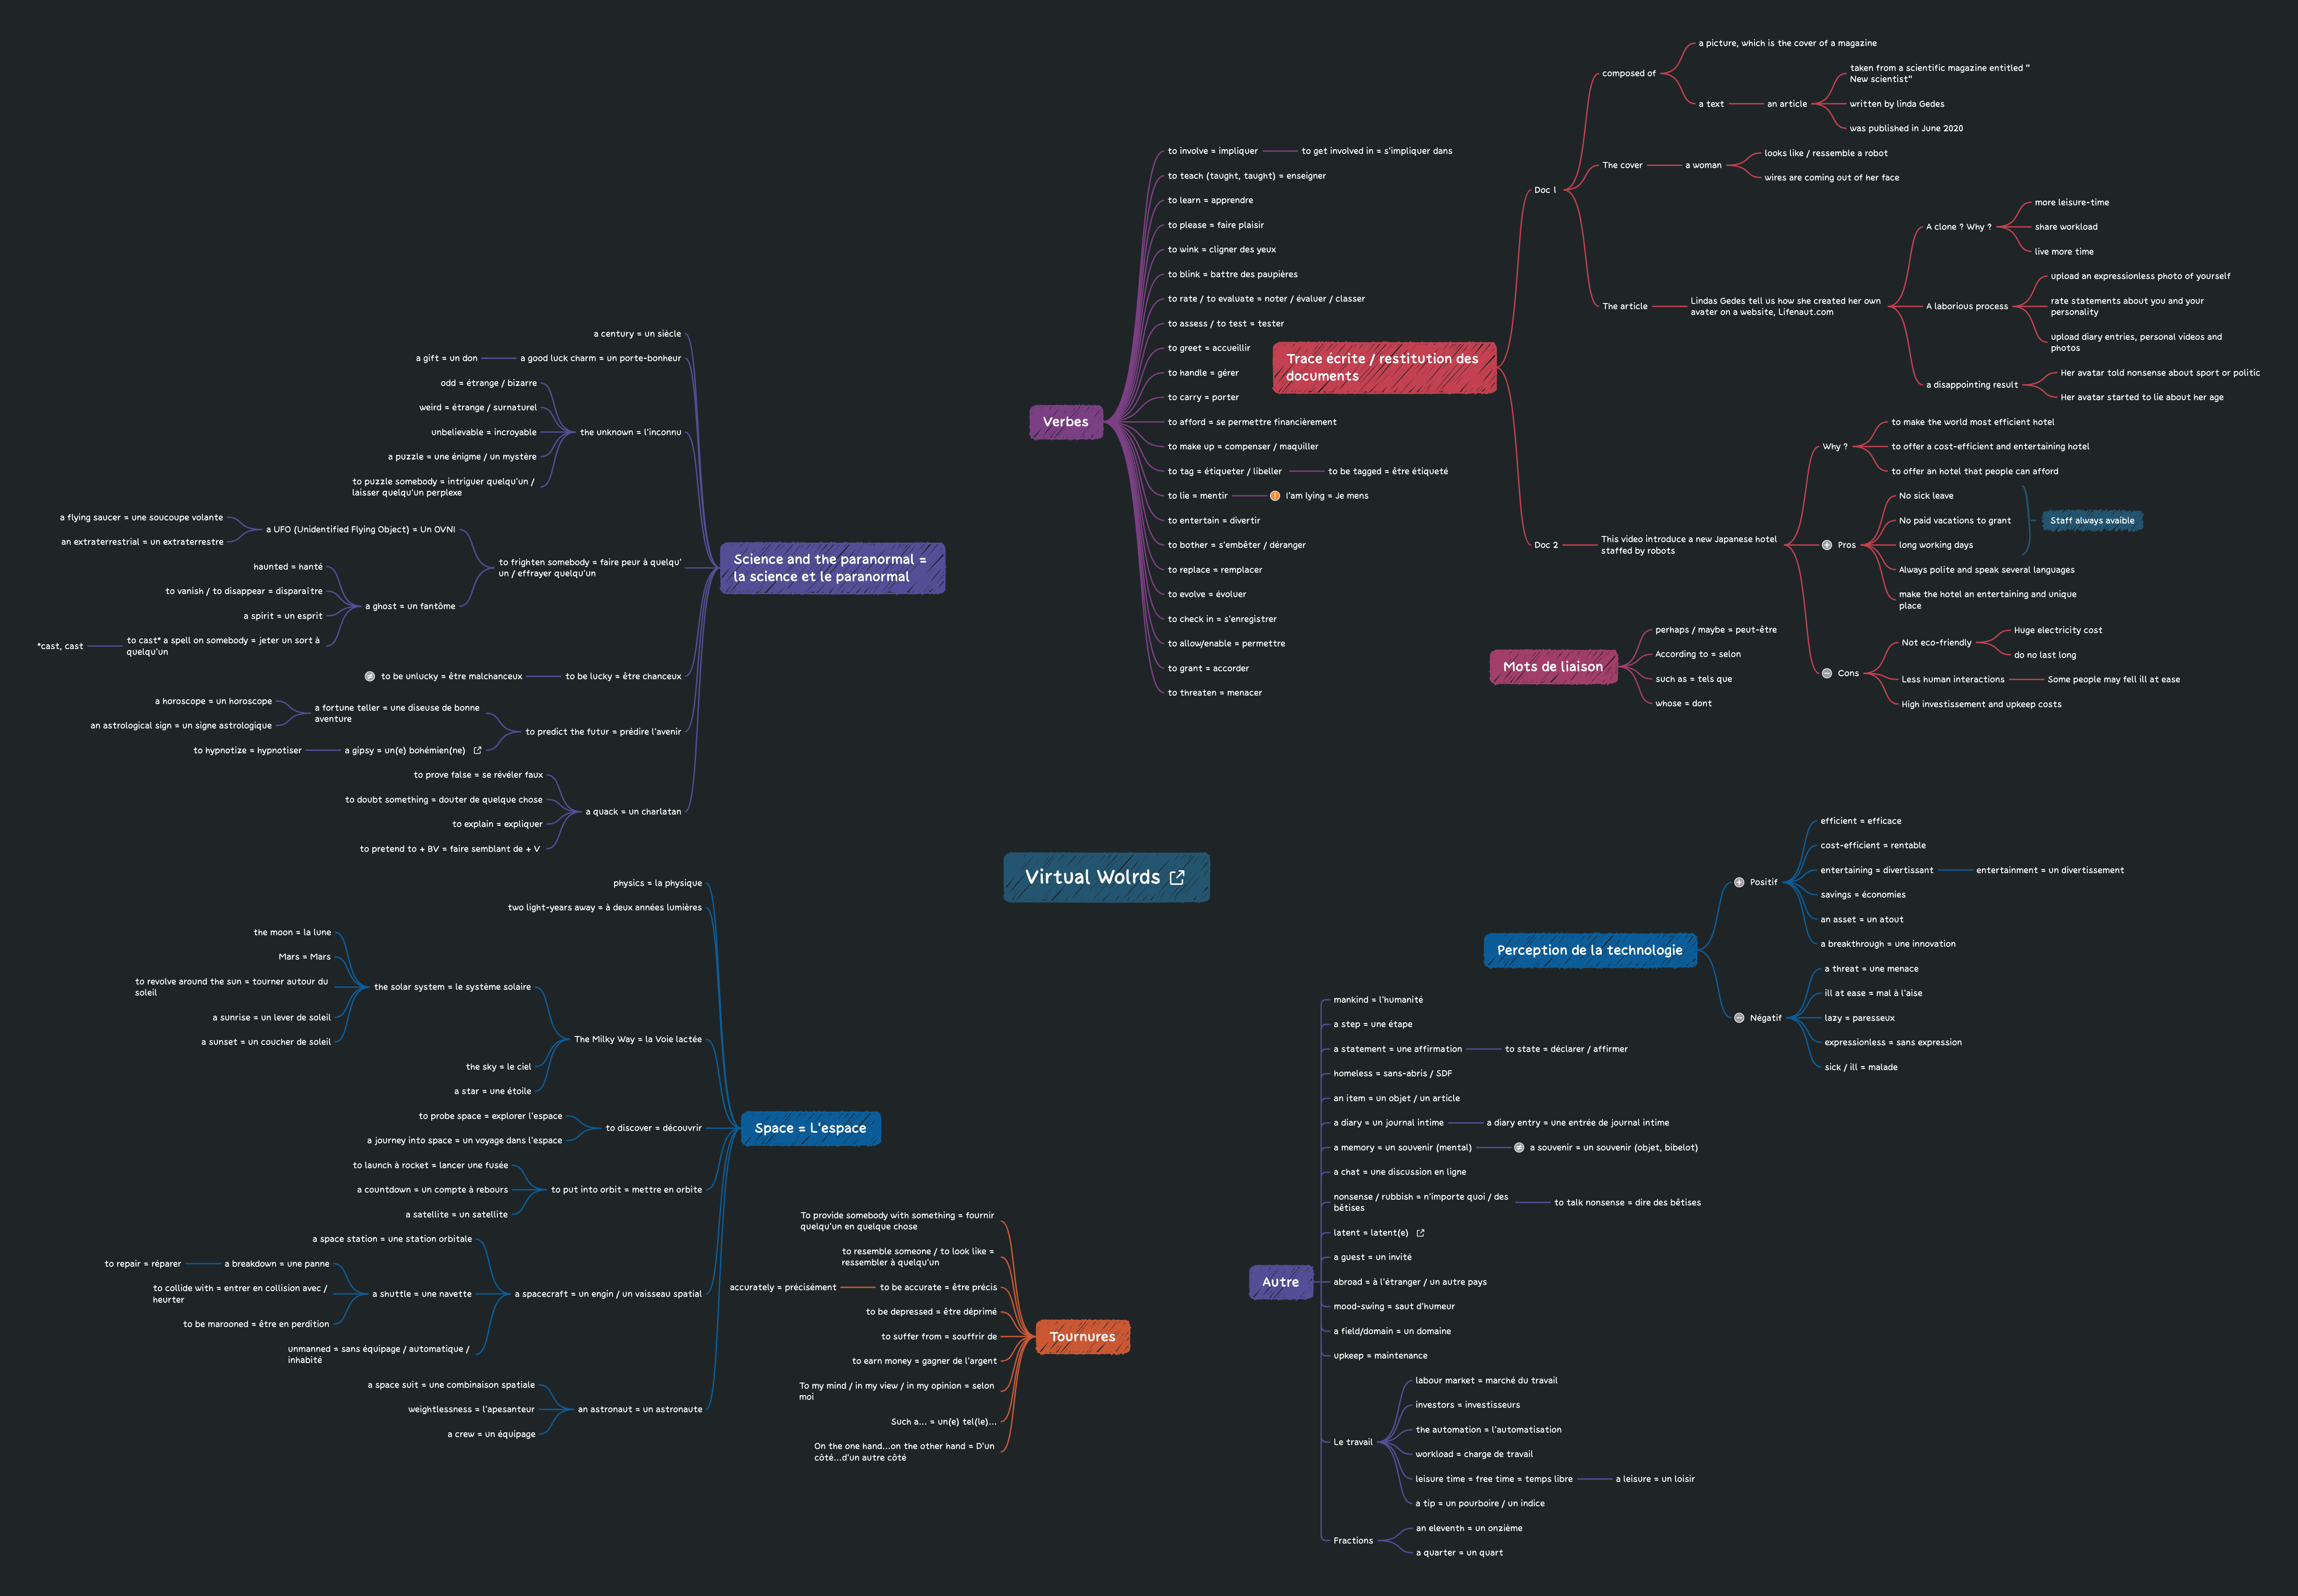 Virtual Wolrds
Science and the paranormal =
la science et le paranormal
a century = un siècle
a good luck charm = un porte-bonheur
a gift = un don
the unknown = l'inconnu
odd = étrange / bizarre
weird = étrange / surnaturel
unbelievable = incroyable
a puzzle = une énigme / un mystère
to puzzle somebody = intriguer quelqu'un /
laisser quelqu'un perplexe
to frighten somebody = faire peur à quelqu'
un / effrayer quelqu'un
a UFO (Unidentified Flying Object) = Un OVNI
a flying saucer = une soucoupe volante
an extraterrestrial = un extraterrestre
a ghost = un fantôme
haunted = hanté
to vanish / to disappear = disparaître
a spirit = un esprit
to cast* a spell on somebody = jeter un sort à
quelqu'un
*cast, cast
to be lucky = être chanceux
≠ to be unlucky = être malchanceux
to predict the futur = prédire l'avenir
a fortune teller = une diseuse de bonne
aventure
a horoscope = un horoscope
an astrological sign = un signe astrologique
a gipsy = un(e) bohémien(ne)
to hypnotize = hypnotiser
a quack = un charlatan
to prove false = se révéler faux
to doubt something = douter de quelque chose
to explain = expliquer
to pretend to + BV = faire semblant de + V
Space = L'espace
physics = la physique
two light-years away = à deux années lumières
The Milky Way = la Voie lactée
the solar system = le système solaire
the moon = la lune
Mars = Mars
to revolve around the sun = tourner autour du
soleil
a sunrise = un lever de soleil
a sunset = un coucher de soleil
the sky = le ciel
a star = une étoile
to discover = découvrir
to probe space = explorer l'espace
a journey into space = un voyage dans l'espace
to put into orbit = mettre en orbite
to launch à rocket = lancer une fusée
a countdown = un compte à rebours
a satellite = un satellite
a spacecraft = un engin / un vaisseau spatial
a space station = une station orbitale
a shuttle = une navette
a breakdown = une panne
to repair = réparer
to collide with = entrer en collision avec /
heurter
to be marooned = être en perdition
unmanned = sans équipage / automatique /
inhabité
an astronaut = un astronaute
a space suit = une combinaison spatiale
weightlessness = l'apesanteur
a crew = un équipage
Tournures
To provide somebody with something = fournir
quelqu'un en quelque chose
to resemble someone / to look like =
ressembler à quelqu'un
to be accurate = être précis
accurately = précisément
to be depressed = être déprimé
to suffer from = souffrir de
to earn money = gagner de l'argent
To my mind / in my view / in my opinion = selon
moi
Such a... = un(e) tel(le)...
On the one hand...on the other hand = D'un
côté...d'un autre côté
Verbes
to involve = impliquer
to get involved in = s'impliquer dans
to teach (taught, taught) = enseigner
to learn = apprendre
to please = faire plaisir
to wink = cligner des yeux
to blink = battre des paupières
to rate / to evaluate = noter / évaluer / classer
to assess / to test = tester
to greet = accueillir
to handle = gérer
to carry = porter
to afford = se permettre financièrement
to make up = compenser / maquiller
to tag = étiqueter / libeller
to be tagged = être étiqueté
to lie = mentir
! I'am lying = Je mens
to entertain = divertir
to bother = s'embêter / déranger
to replace = remplacer
to evolve = évoluer
to check in = s'enregistrer
to allow/enable = permettre
to grant = accorder
to threaten = menacer
Trace écrite / restitution des
documents
Doc 1
composed of
a picture, which is the cover of a magazine
a text
an article
taken from a scientific magazine entitled "
New scientist"
written by linda Gedes
was published in June 2020
The cover
a woman
looks like / ressemble a robot
wires are coming out of her face
The article
Lindas Gedes tell us how she created her own
avater on a website, Lifenaut.com
A clone ? Why ?
more leisure-time
share workload
live more time
A laborious process
upload an expressionless photo of yourself
rate statements about you and your
personality
upload diary entries, personal videos and
photos
a disappointing result
Her avatar told nonsense about sport or politic
Her avatar started to lie about her age
Doc 2
This video introduce a new Japanese hotel
staffed by robots
Why ?
to make the world most efficient hotel
to offer a cost-efficient and entertaining hotel
to offer an hotel that people can afford
+ Pros
No sick leave
No paid vacations to grant
long working days
Staff always avaible
Always polite and speak several languages
make the hotel an entertaining and unique
place
− Cons
Not eco-friendly
Huge electricity cost
do no last long
Less human interactions
Some people may fell ill at ease
High investissement and upkeep costs
Mots de liaison
perhaps / maybe = peut-être
According to = selon
such as = tels que
whose = dont
Perception de la technologie
+ Positif
efficient = efficace
cost-efficient = rentable
entertaining = divertissant
entertainment = un divertissement
savings = économies
an asset = un atout
a breakthrough = une innovation
− Négatif
a threat = une menace
ill at ease = mal à l'aise
lazy = paresseux
expressionless = sans expression
sick / ill = malade
Autre
mankind = l'humanité
a step = une étape
a statement = une affirmation
to state = déclarer / affirmer
homeless = sans-abris / SDF
an item = un objet / un article
a diary = un journal intime
a diary entry = une entrée de journal intime
a memory = un souvenir (mental)
≠ a souvenir = un souvenir (objet, bibelot)
a chat = une discussion en ligne
nonsense / rubbish = n'importe quoi / des
bêtises
to talk nonsense = dire des bêtises
latent = latent(e)
a guest = un invité
abroad = à l'étranger / un autre pays
mood-swing = saut d'humeur
a field/domain = un domaine
upkeep = maintenance
Le travail
labour market = marché du travail
investors = investisseurs
the automation = l'automatisation
workload = charge de travail
leisure time = free time = temps libre
a leisure = un loisir
a tip = un pourboire / un indice
Fractions
an eleventh = un onzième
a quarter = un quart